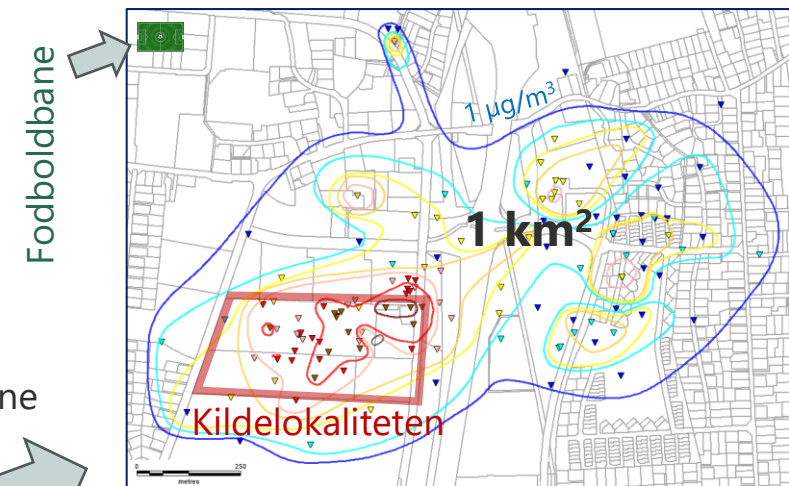 Fodboldbane
1 µg/m³
1 km²
Kildelokaliteten
ne
0 250
metres